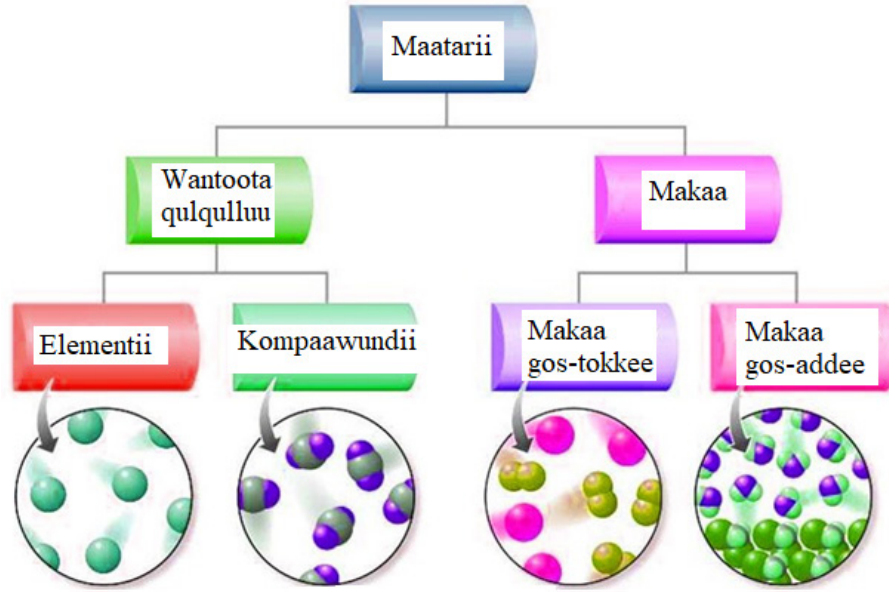 Maatarii
Wantoota
qulqulluu
Makaa
Elementii
Kompaawundii
Makaa
gos-tokkee
Makaa
gos-addee